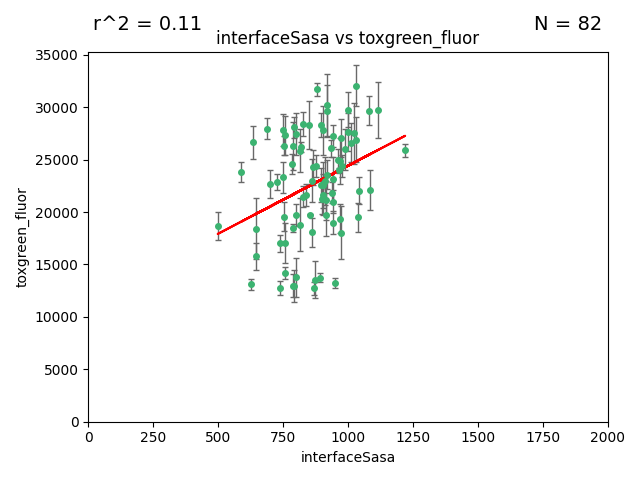 r^2 = 0.11
N = 82
interfaceSasa vs toxgreen_fluor
35000
30000
25000
20000
15000
10000
5000
0
toxgreen_fluor
0 250 500 750 1000 1250 1500 1750 2000
interfaceSasa